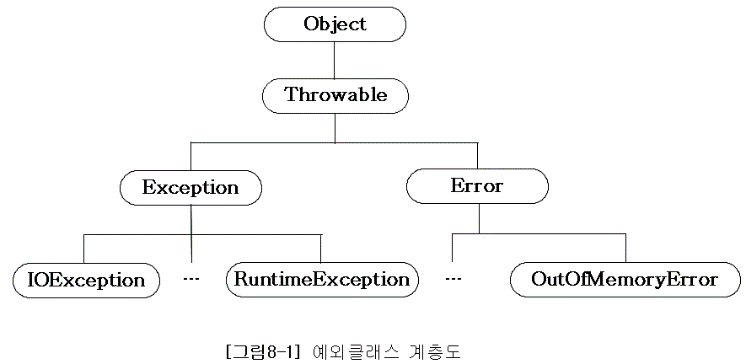 Object
Throwable
Exception
Error
IOException ... RuntimeException ... OutOfMemoryError
[그림8-1] 예외클래스 계층도